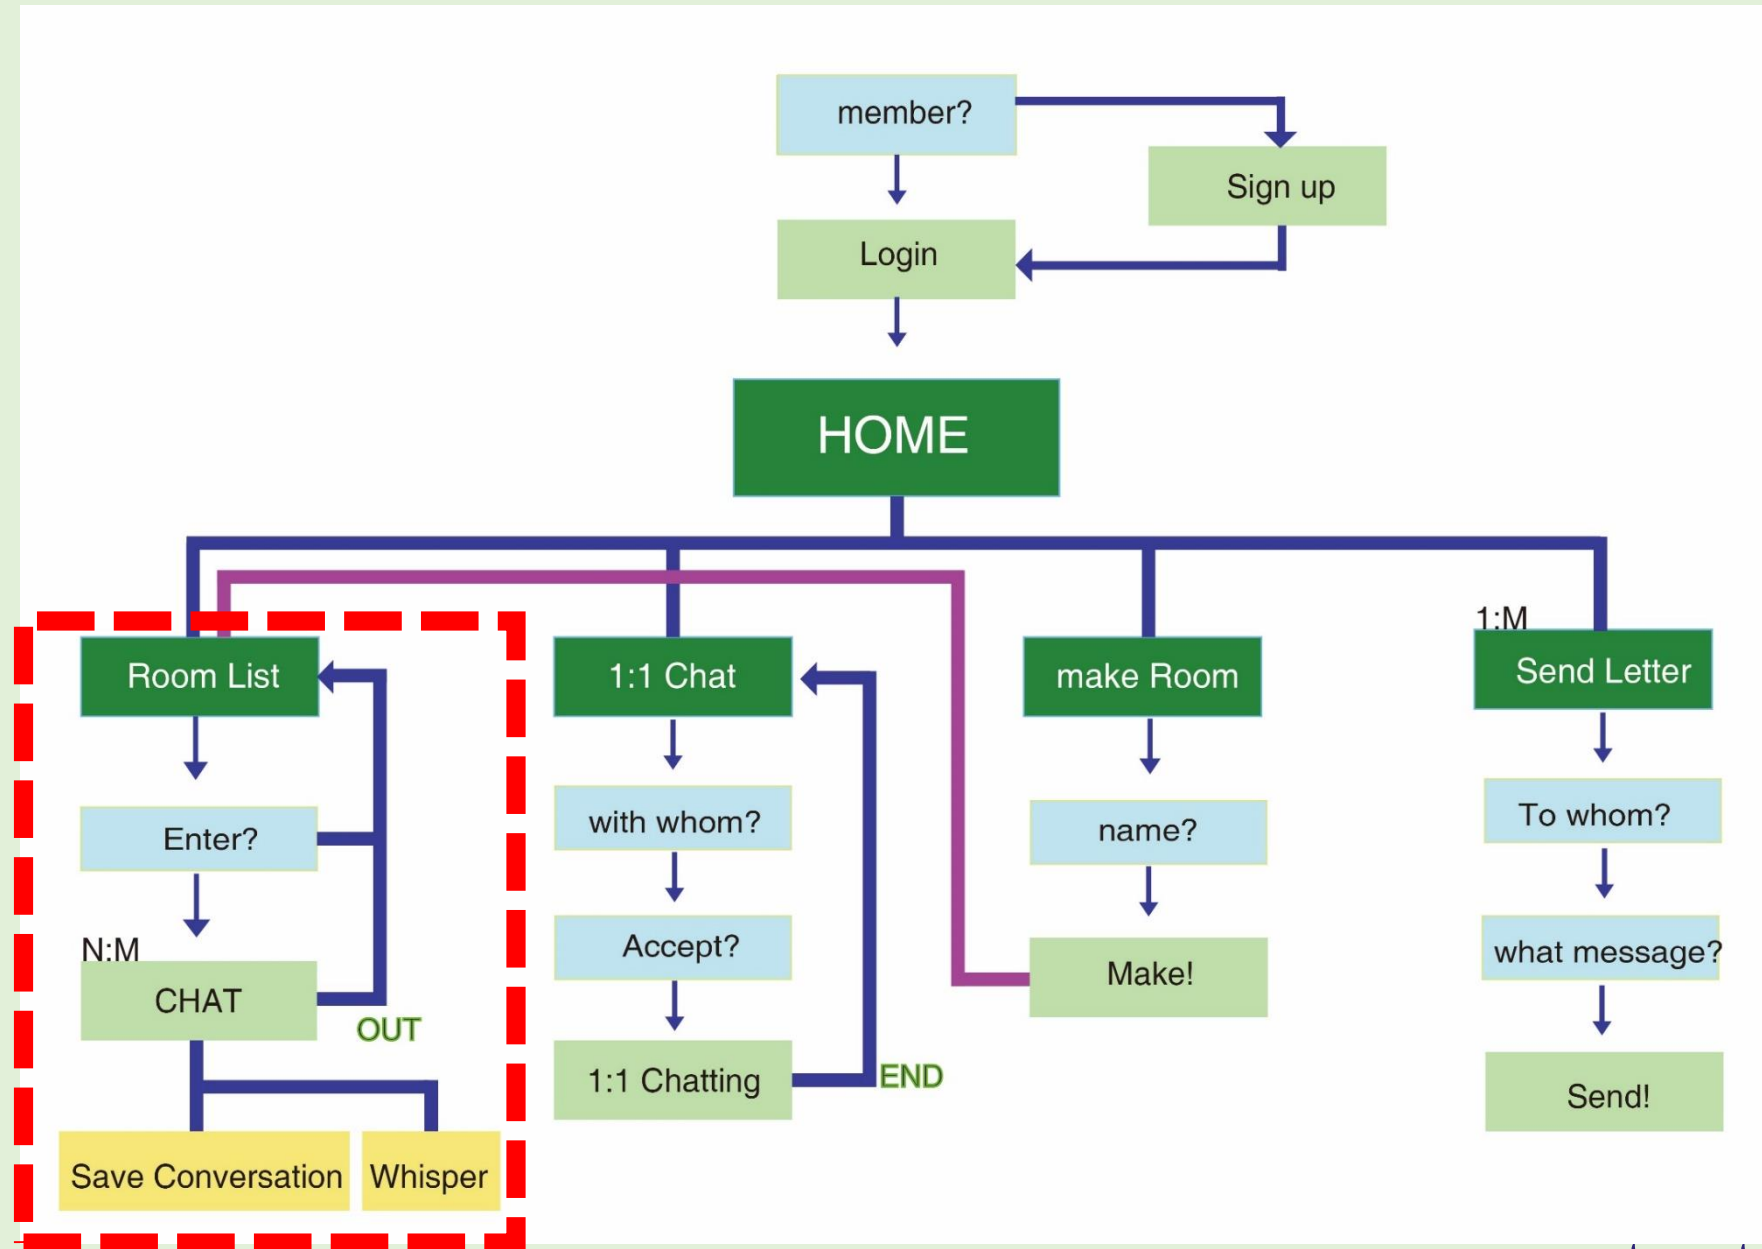 member?
Sign up
Login
HOME
1:M
Room List
1:1 Chat
make Room
Send Letter
Enter?
with whom?
name?
To whom?
N:M
CHAT
OUT
Accept?
Make!
what message?
1:1 Chatting
END
Send!
Save Conversation
Whisper